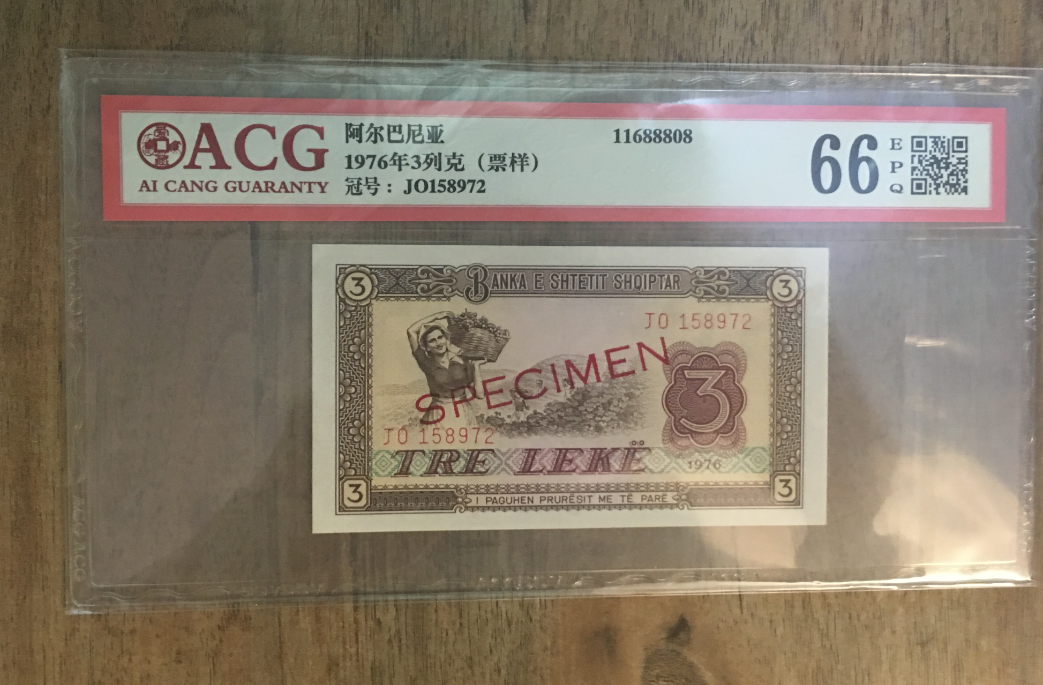 ACG
AI CANG GUARANTY
阿尔巴尼亚
11688808
1976年3列克（票样）
冠号：JO158972
66
EPQ
3
BANKA E SHTETIT SHQIPTAR
3
JO 158972
SPECIMEN
3
JO 158972
TRE LEKË
1976
3
I PAGUHEN PRURËSIT ME TË PARË
3